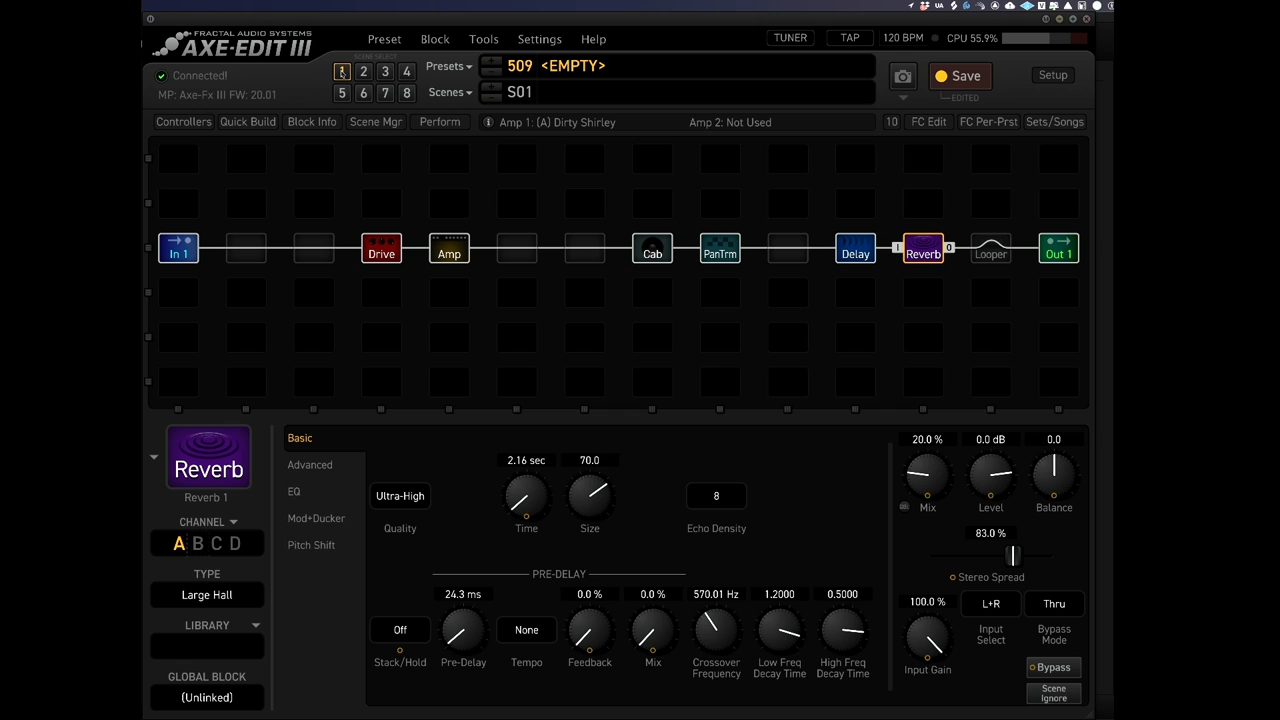 FRACTAL AUDIO SYSTEMS
AXE-EDIT III
Preset Block Tools Settings Help
TUNER TAP 120 BPM CPU 55.9%
Connected!
MP: Axe-Fx III FW: 20.01
SCENE SELECT
1 2 3 4
5 6 7 8
Presets 509 <EMPTY>
Scenes S01
Save
EDITED
Setup
Controllers Quick Build Block Info Scene Mgr Perform Amp 1: (A) Dirty Shirley Amp 2: Not Used 10 FC Edit FC Per-Prst Sets/Songs
In 1 Drive Amp Cab PanTrm Delay I Reverb O Looper Out 1
Reverb
Reverb 1
CHANNEL
A B C D
TYPE
Large Hall
LIBRARY
GLOBAL BLOCK
(Unlinked)
Basic
Advanced
EQ
Mod+Ducker
Pitch Shift
2.16 sec 70.0
Ultra-High 8
Quality Time Size Echo Density
PRE-DELAY
24.3 ms 0.0 % 0.0 % 570.01 Hz 1.2000 0.5000
Off None
Stack/Hold Pre-Delay Tempo Feedback Mix Crossover Frequency Low Freq Decay Time High Freq Decay Time
20.0 % 0.0 dB 0.0
Mix Level Balance
83.0 %
Stereo Spread
100.0 % L+R Thru
Input Gain Input Select Bypass Mode
Bypass
Scene Ignore